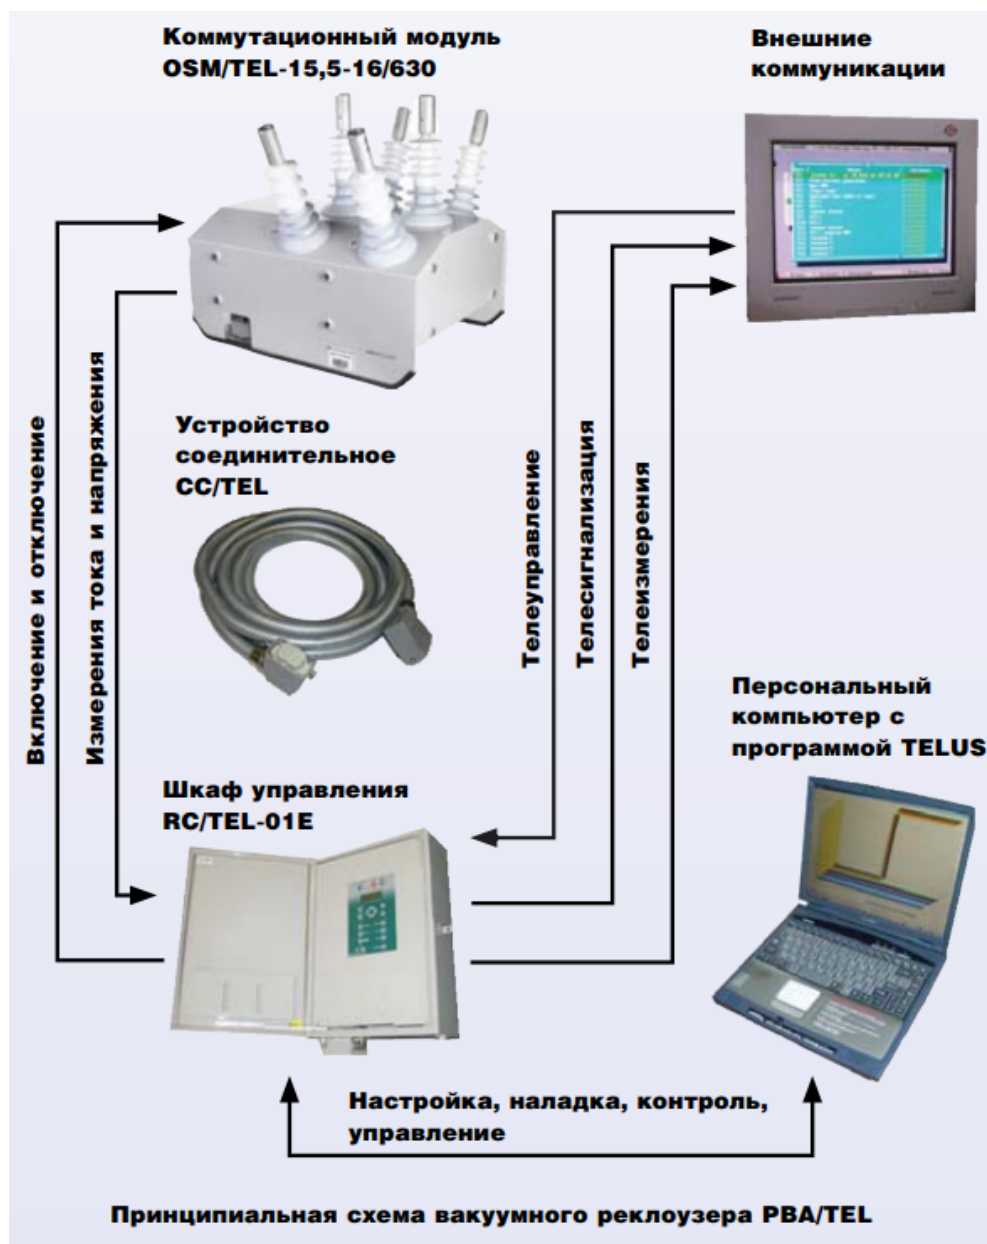 Коммутационный модуль
OSM/TEL-15,5-16/630
Внешние
коммуникации
Включение и отключение
Измерения тока и напряжения
Устройство
соединительное
CC/TEL
Телеуправление
Телесигнализация
Телеизмерения
Персональный
компьютер с
программой TELUS
Шкаф управления
RC/TEL-01E
Настройка, наладка, контроль,
управление
Принципиальная схема вакуумного реклоузера PBA/TEL